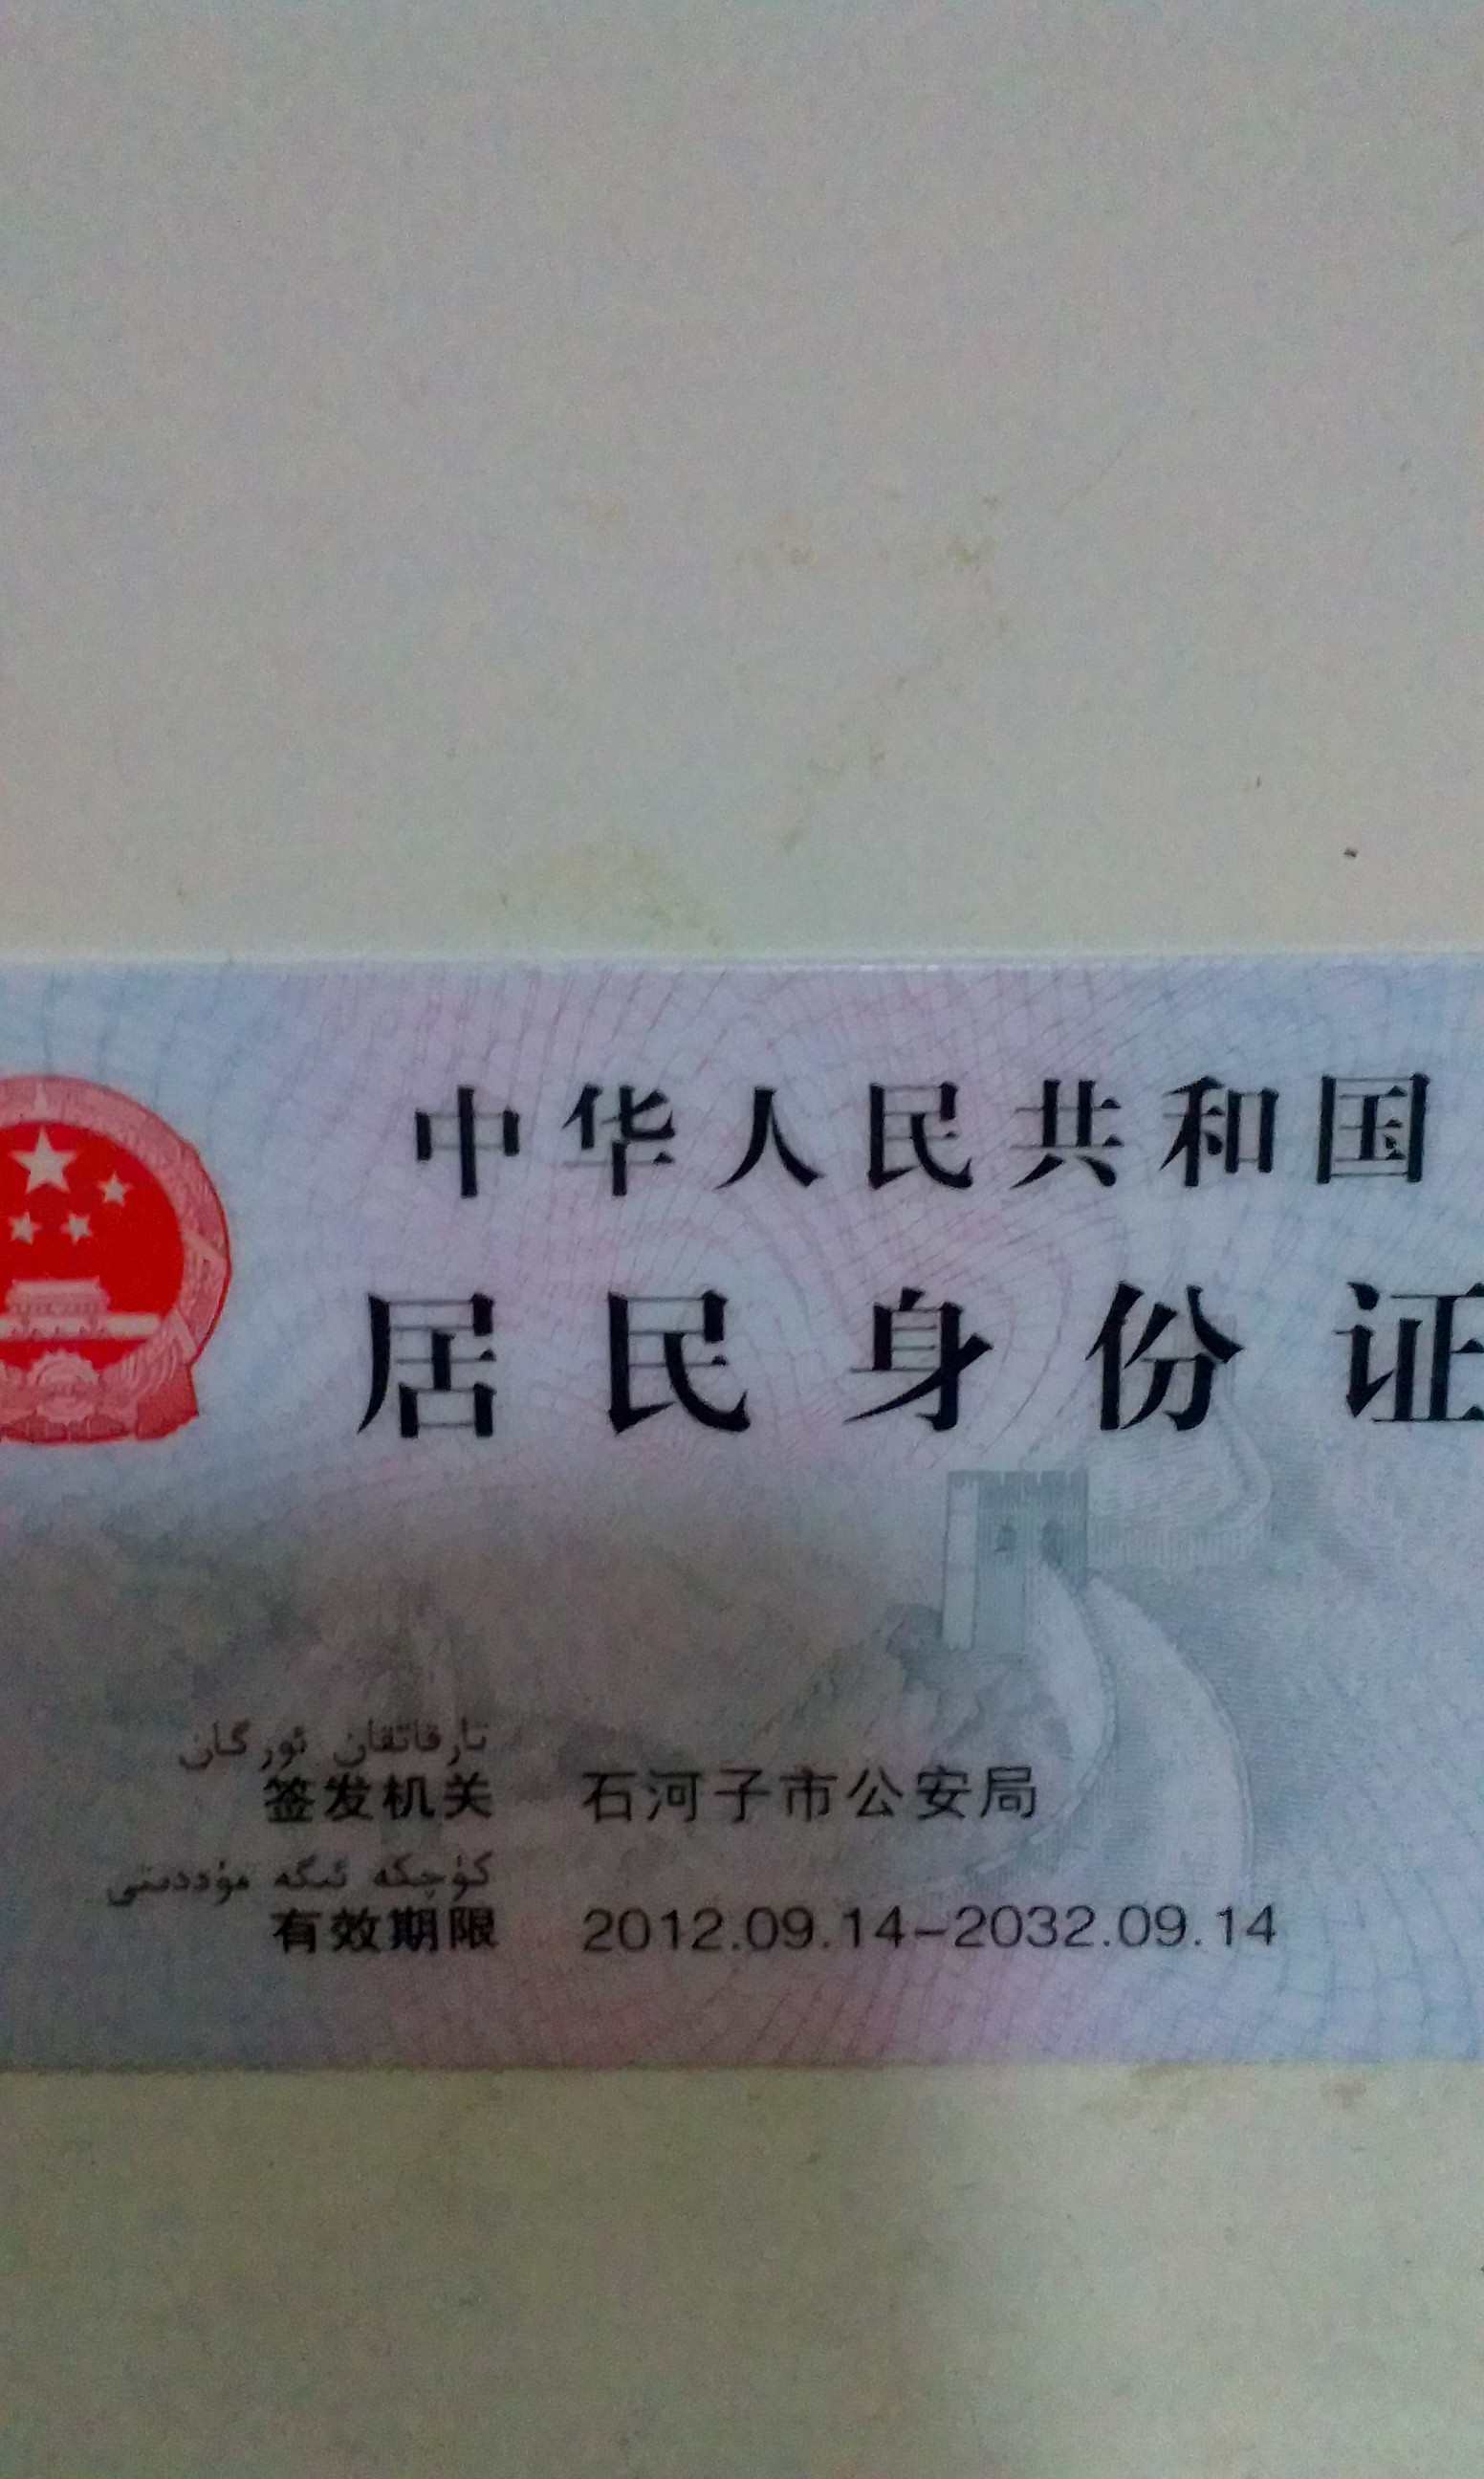 中华人民共和国
居民身份证
تارقاتقان ئورگان
签发机关 石河子市公安局
كۈچكە ئىگە مۇددىتى
有效期限 2012.09.14-2032.09.14